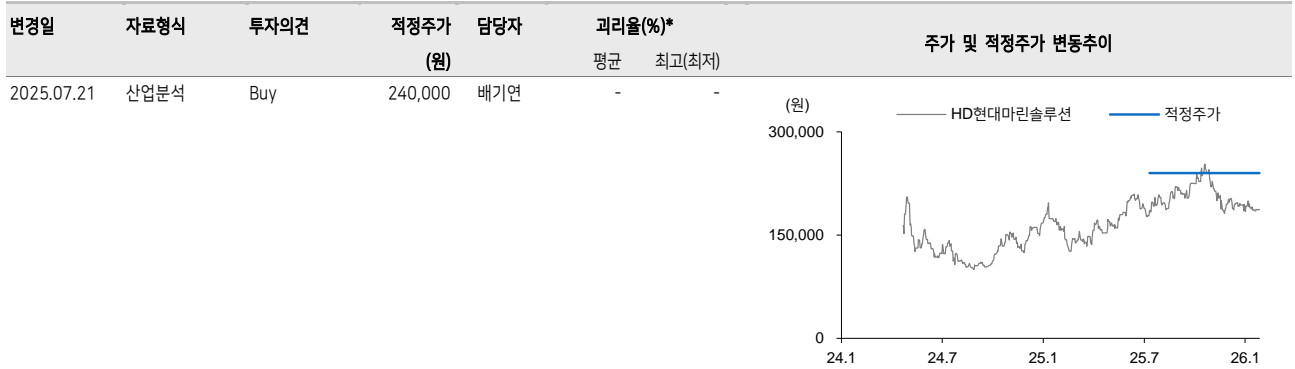 변경일 자료형식 투자의견 적정주가 담당자 괴리율(%)* 주가 및 적정주가 변동추이
(원) 평균 최고(최저)
2025.07.21 산업분석 Buy 240,000 배기연 - -
(원) HD현대마린솔루션 적정주가
300,000
150,000
0
24.1 24.7 25.1 25.7 26.1